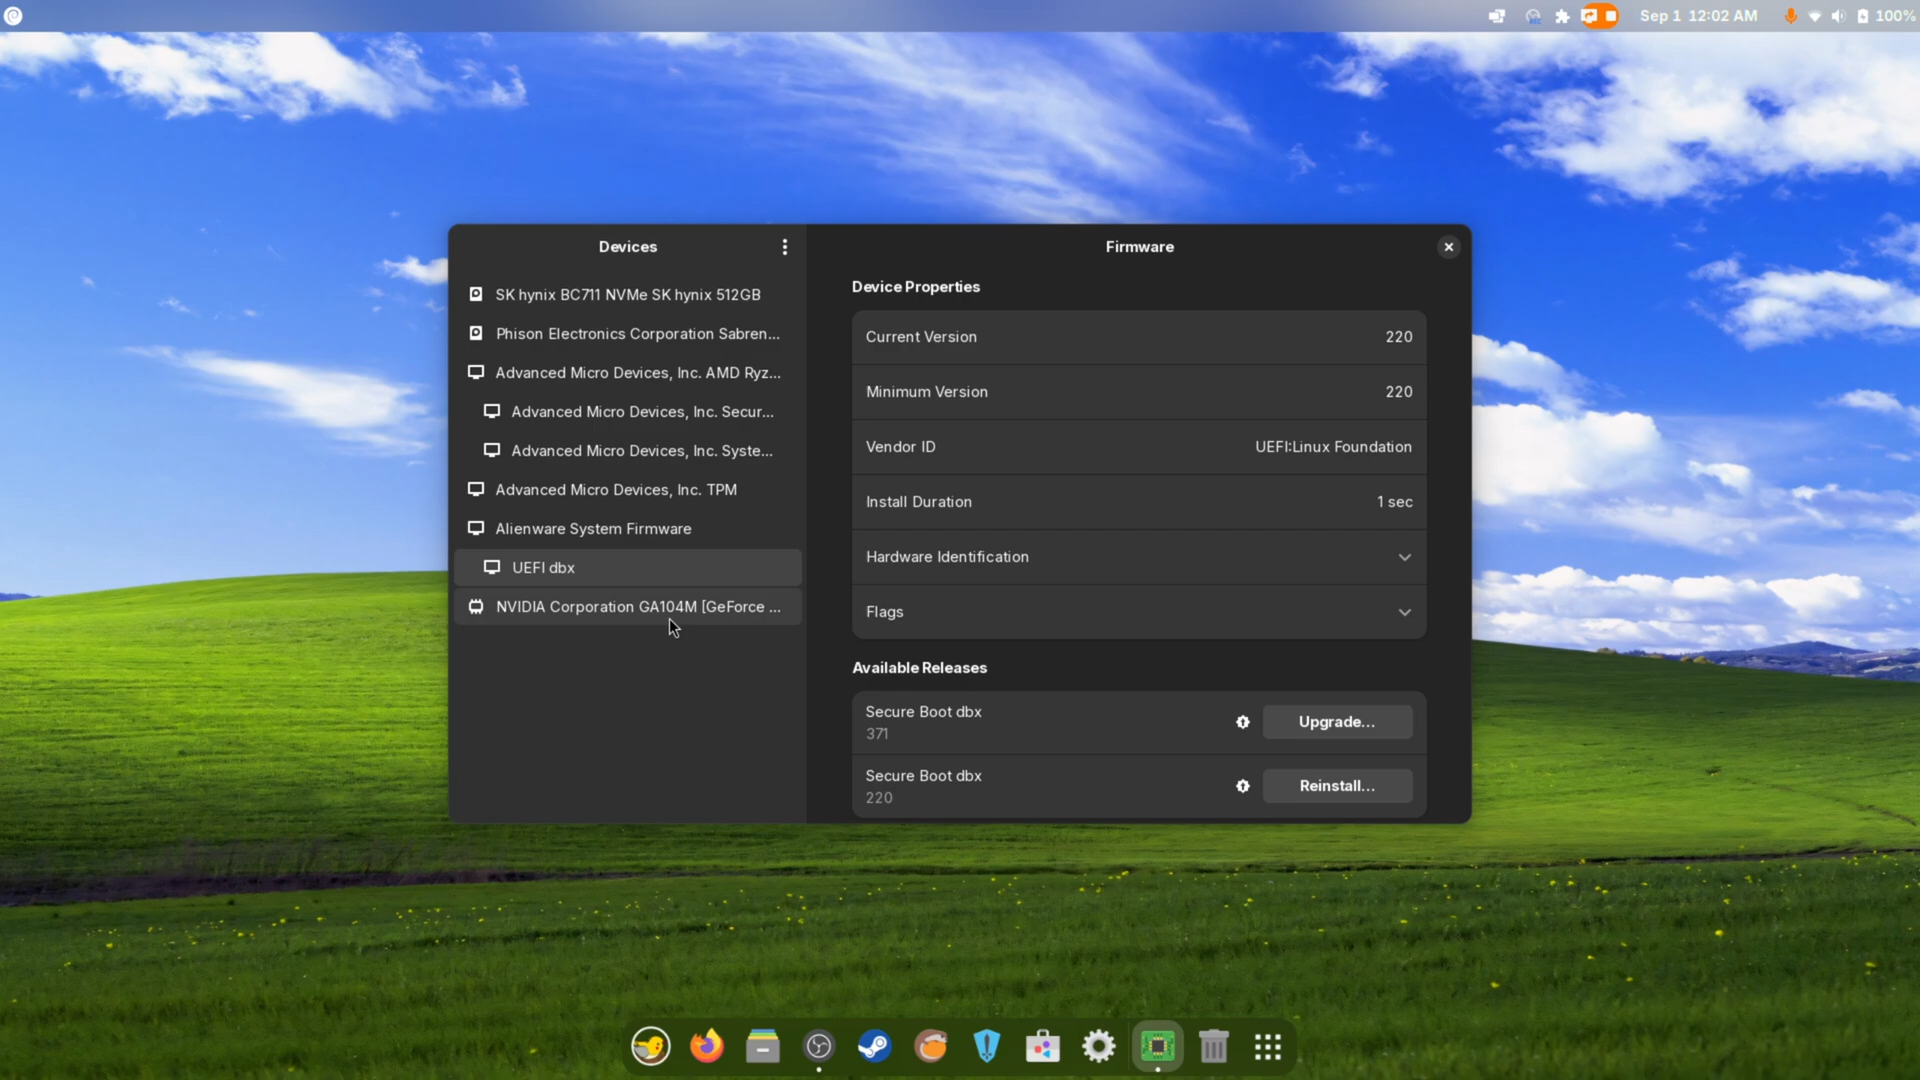 Sep 1 12:02 AM
100%
Devices
SK hynix BC711 NVMe SK hynix 512GB
Phison Electronics Corporation Sabren...
Advanced Micro Devices, Inc. AMD Ryz...
Advanced Micro Devices, Inc. Secur...
Advanced Micro Devices, Inc. Syste...
Advanced Micro Devices, Inc. TPM
Alienware System Firmware
UEFI dbx
NVIDIA Corporation GA104M [GeForce ...
Firmware
Device Properties
Current Version 220
Minimum Version 220
Vendor ID UEFI:Linux Foundation
Install Duration 1 sec
Hardware Identification
Flags
Available Releases
Secure Boot dbx
371
Upgrade...
Secure Boot dbx
220
Reinstall...